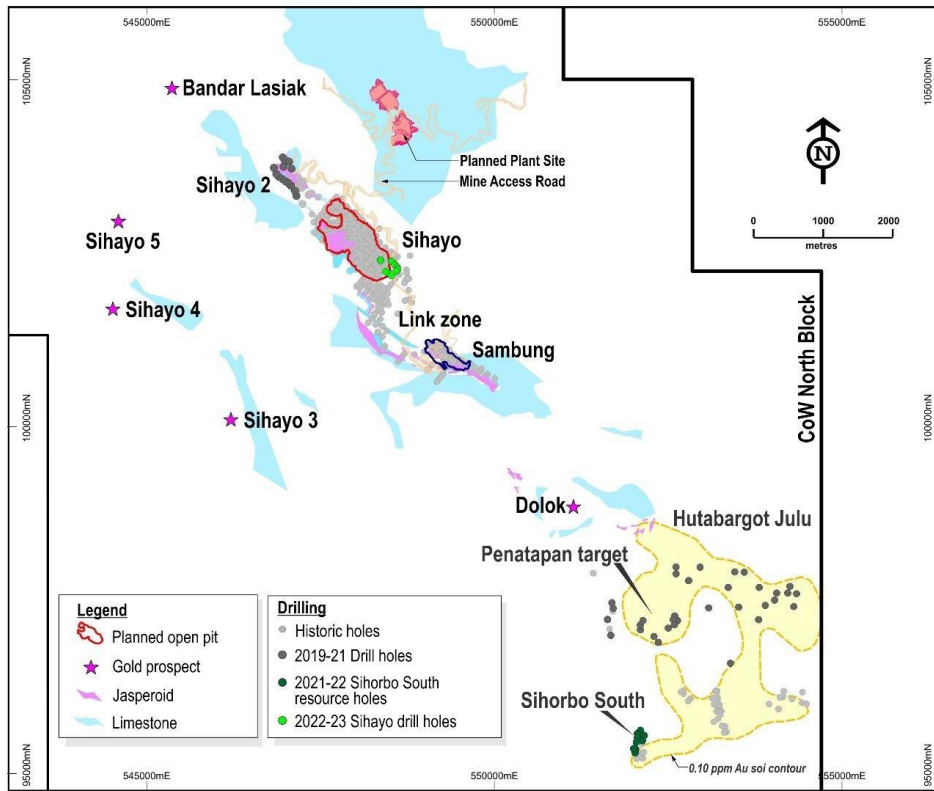 545000mE
550000mE
555000mE
105000mN
105000mN
Bandar Lasiak
N
Planned Plant Site
Mine Access Road
Sihayo 2
0 1000 2000
metres
Sihayo 5
Sihayo
Sihayo 4
Link zone
Sambung
CoW North Block
100000mN
100000mN
Sihayo 3
Dolok
Hutabargot Julu
Penatapan target
Legend
Planned open pit
Gold prospect
Jasperoid
Limestone
Drilling
Historic holes
2019-21 Drill holes
2021-22 Sihorbo South
resource holes
2022-23 Sihayo drill holes
Sihorbo South
0.10 ppm Au soi contour
95000mN
95000mN
545000mE
550000mE
555000mE